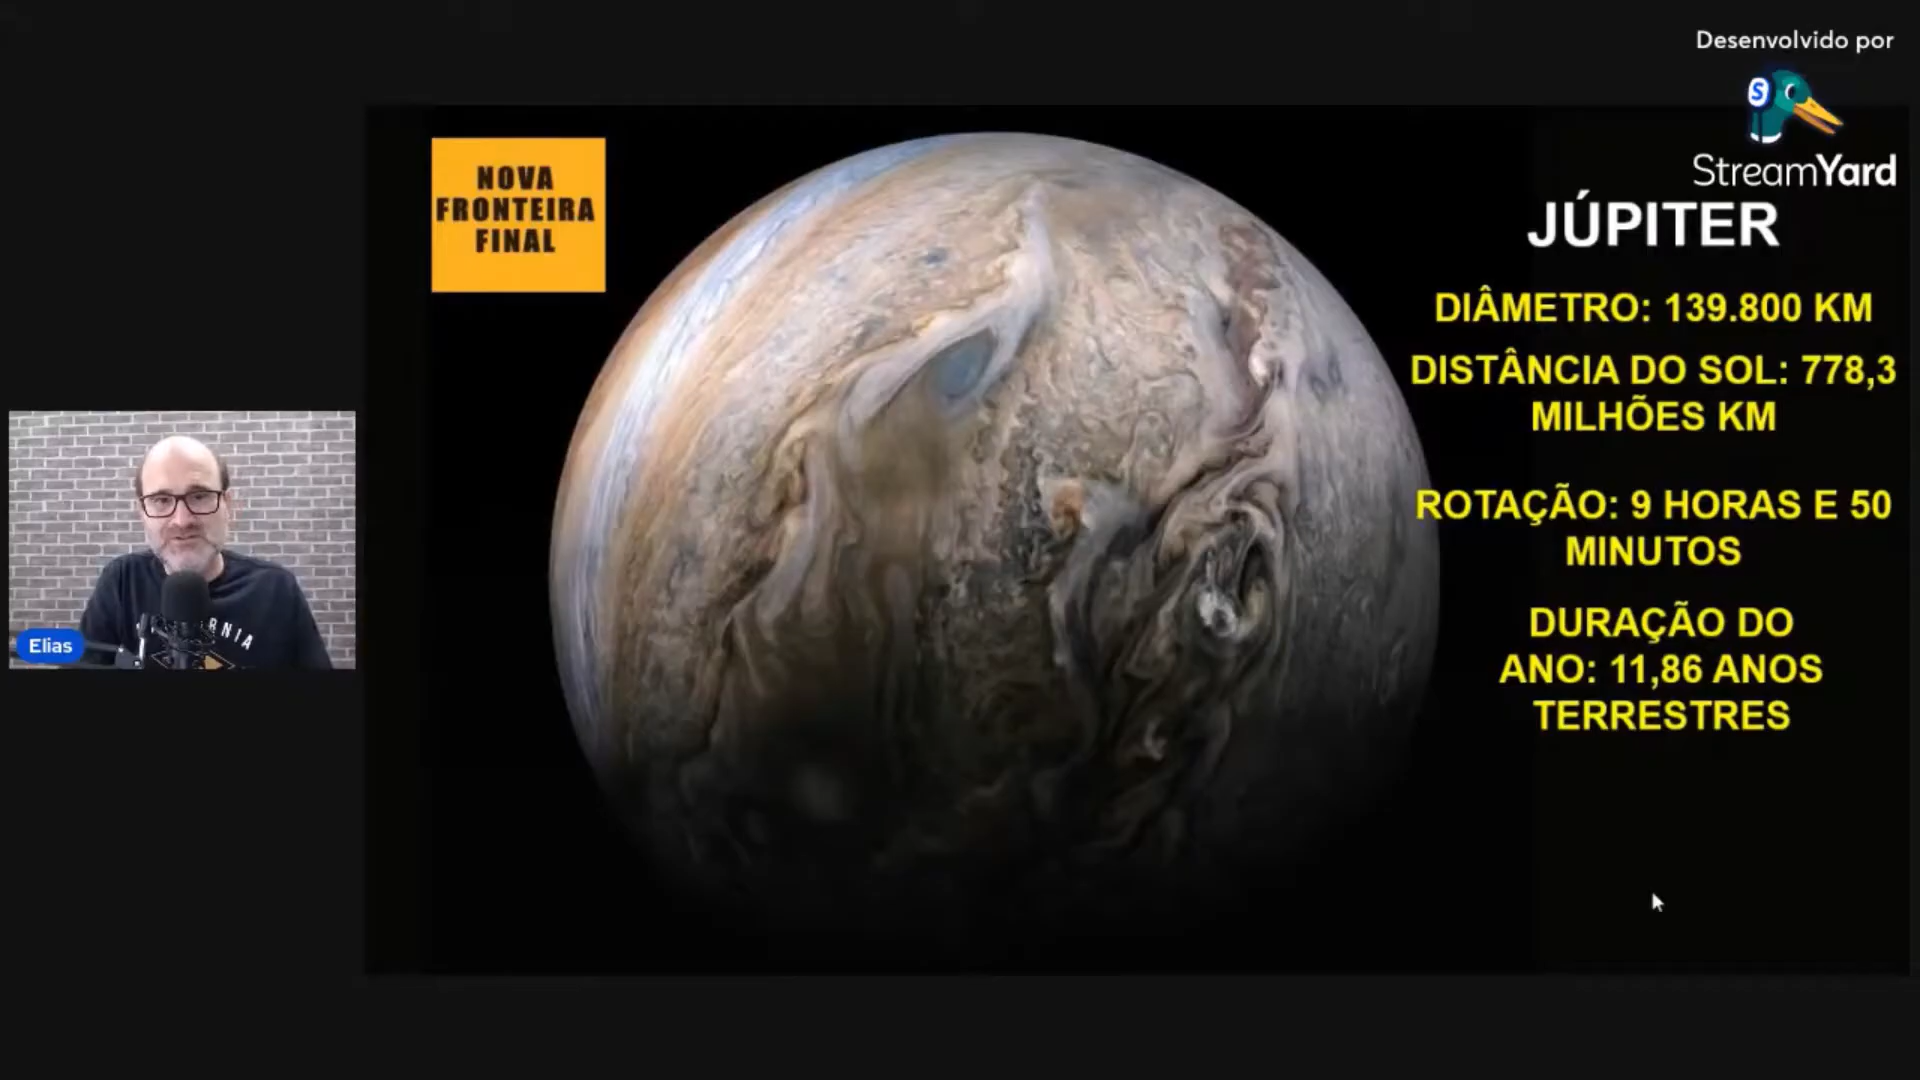 Desenvolvido por
S
StreamYard
NOVA
FRONTEIRA
FINAL
JÚPITER
DIÂMETRO: 139.800 KM
DISTÂNCIA DO SOL: 778,3
MILHÕES KM
ROTAÇÃO: 9 HORAS E 50
MINUTOS
DURAÇÃO DO
ANO: 11,86 ANOS
TERRESTRES
Elias